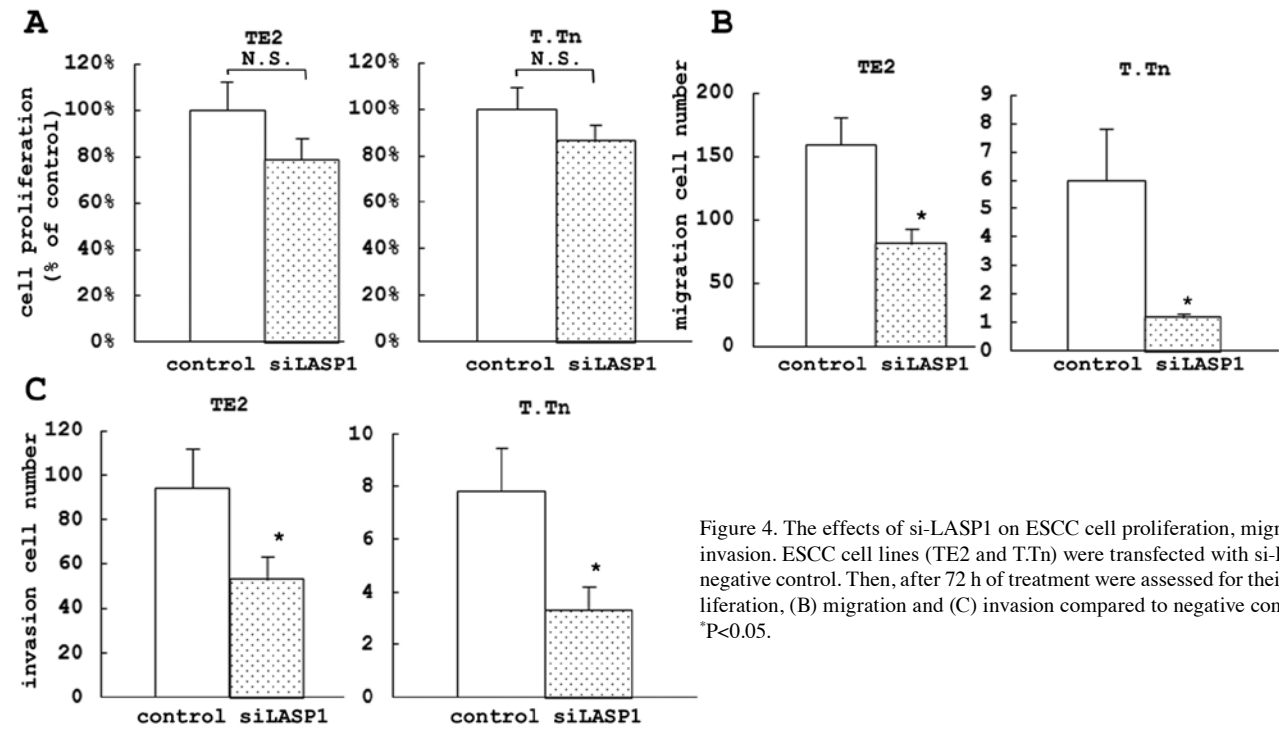 A
TE2
N.S.
cell proliferation
(% of control)
120%
100%
80%
60%
40%
20%
0%
control siLASP1
T.Tn
N.S.
120%
100%
80%
60%
40%
20%
0%
control siLASP1
B
TE2
migration cell number
200
150
100
50
0
*
control siLASP1
T.Tn
9
8
7
6
5
4
3
2
1
0
*
control siLASP1
C
TE2
invasion cell number
120
100
80
60
40
20
0
*
control siLASP1
T.Tn
10
8
6
4
2
0
*
control siLASP1
Figure 4. The effects of si-LASP1 on ESCC cell proliferation, migr
invasion. ESCC cell lines (TE2 and T.Tn) were transfected with si-
negative control. Then, after 72 h of treatment were assessed for their
liferation, (B) migration and (C) invasion compared to negative con
*P<0.05.